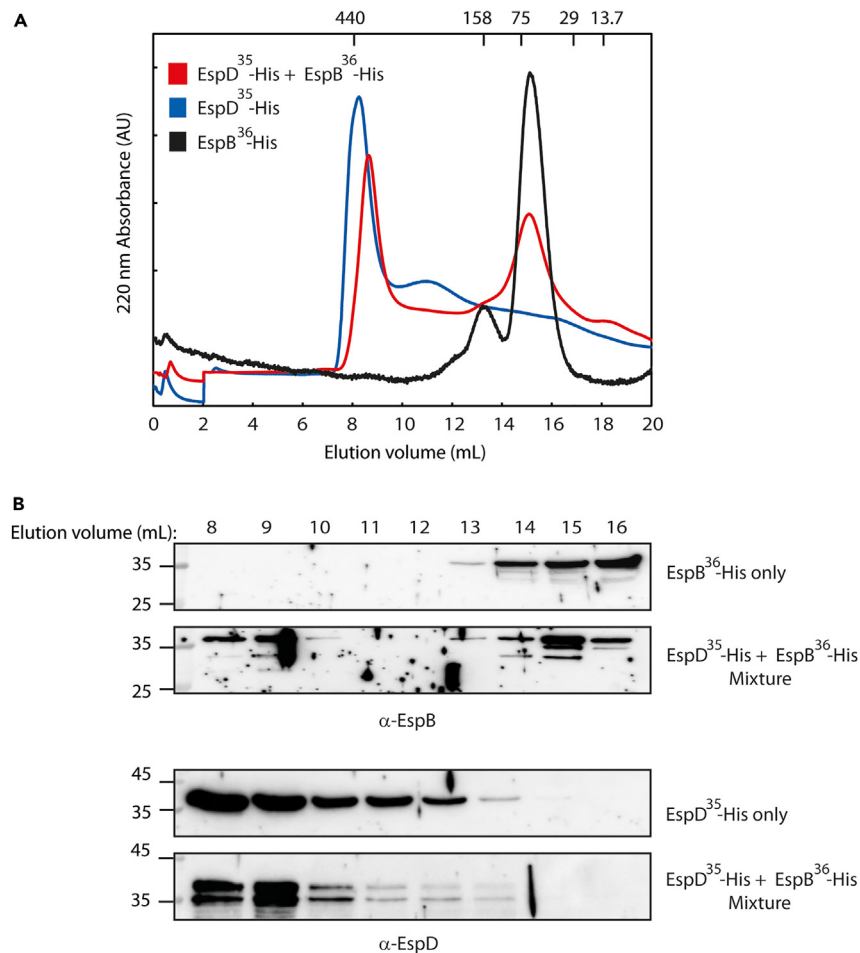 A
440 158 75 29 13.7
EspD35-His + EspB36-His
EspD35-His
EspB36-His
220 nm Absorbance (AU)
0 2 4 6 8 10 12 14 16 18 20
Elution volume (mL)
B
Elution volume (mL): 8 9 10 11 12 13 14 15 16
35
25
EspB36-His only
35
25
EspD35-His + EspB36-His
Mixture
α-EspB
45
35
EspD35-His only
45
35
EspD35-His + EspB36-His
Mixture
α-EspD